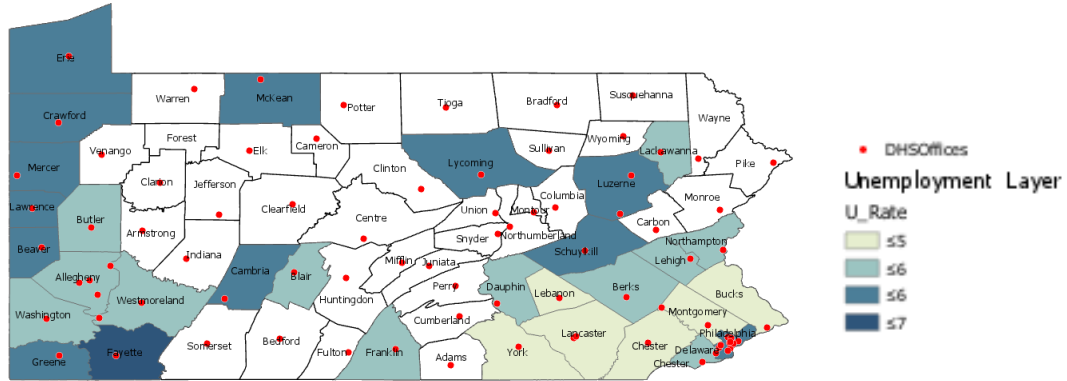 Erie
Warren
McKean
Potter
Tioga
Bradford
Susquehanna
Crawford
Wayne
Forest
Wyoming
Venango
Elk
Cameron
Sullivan
Lackawanna
Mercer
Clinton
Lycoming
Pike
Clarion
Jefferson
Luzerne
Lawrence
Clearfield
Columbia
Monroe
Butler
Centre
Union
Montour
Carbon
Armstrong
Snyder
Northumberland
Northampton
Beaver
Indiana
Schuylkill
Mifflin
Juniata
Lehigh
Allegheny
Cambria
Blair
Perry
Dauphin
Berks
Westmoreland
Huntingdon
Lebanon
Bucks
Washington
Cumberland
Montgomery
Lancaster
Philadelphia
Greene
Fayette
Somerset
Bedford
Fulton
Franklin
Adams
York
Chester
Delaware
Chester
DHSOffices
Unemployment Layer
U_Rate
≤5
≤6
≤6
≤7